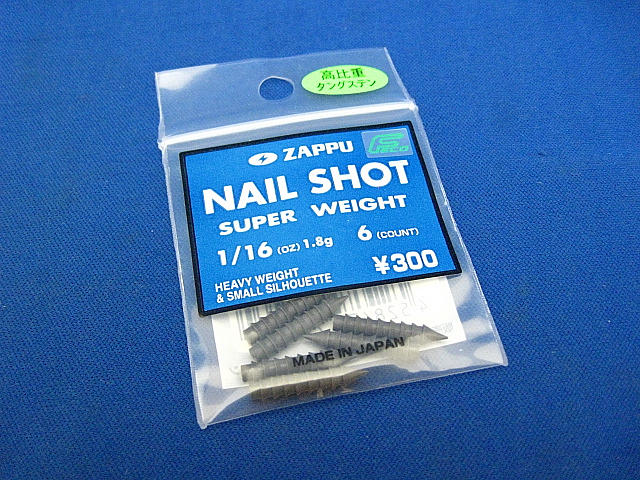 高比重
タングステン
ZAPPU
NAIL SHOT
SUPER WEIGHT
1/16 (OZ) 1.8g 6 (COUNT)
HEAVY WEIGHT
& SMALL SILHOUETTE
¥300
MADE IN JAPAN